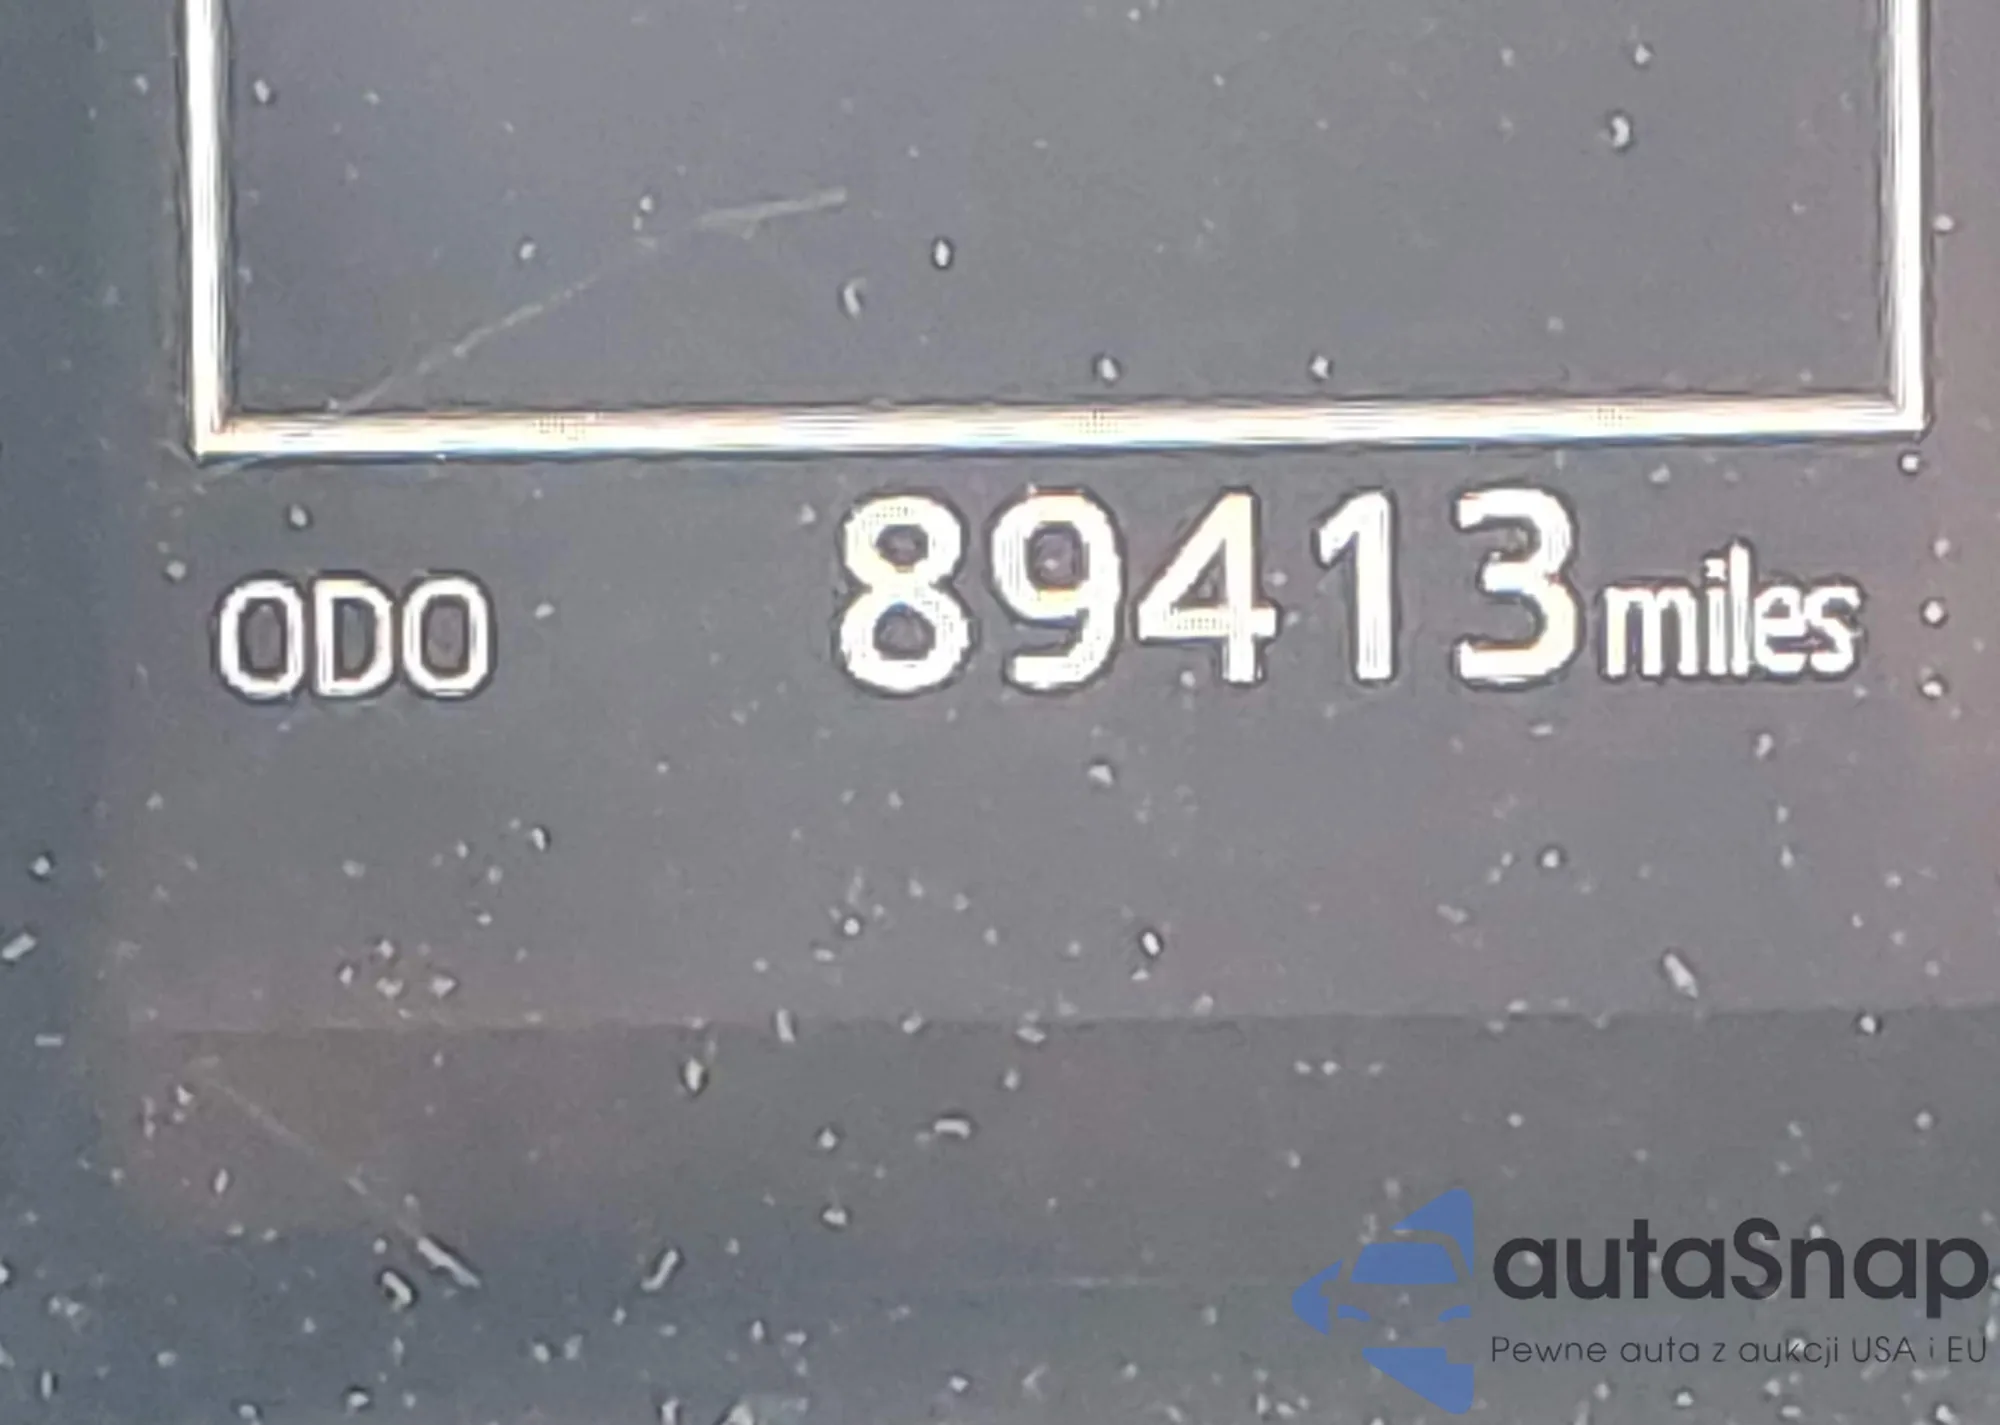 ODO 89413 miles
autaSnap
Pewne auta z aukcji USA i EU